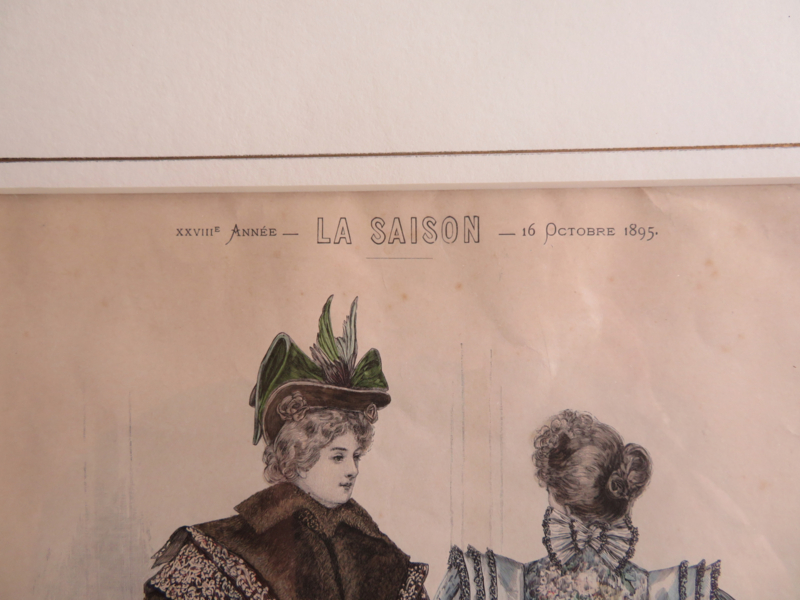 XXVIIIE ANNÉE — LA SAISON — 16 OCTOBRE 1895.